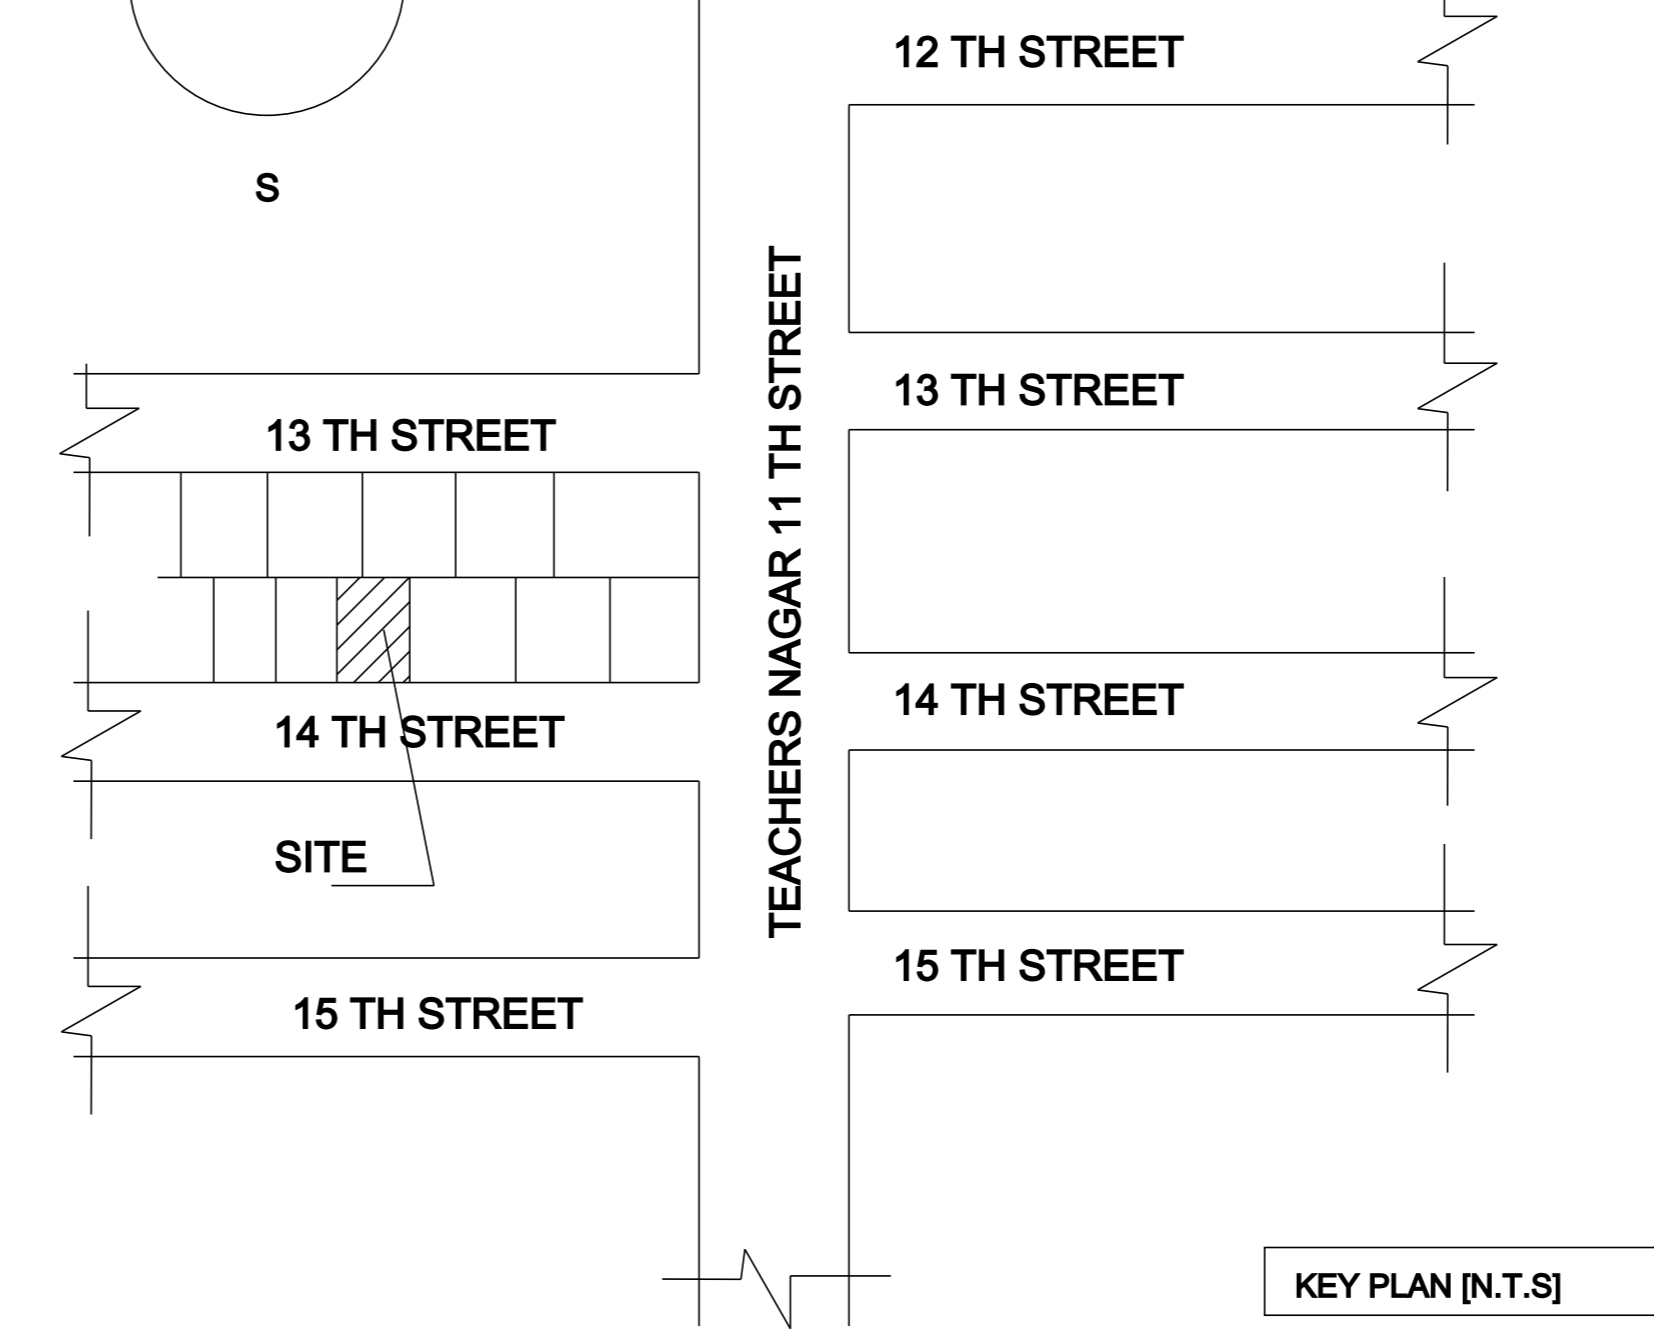 12 TH STREET
S
TEACHERS NAGAR 11 TH STREET
13 TH STREET
13 TH STREET
14 TH STREET
14 TH STREET
SITE
15 TH STREET
15 TH STREET
KEY PLAN [N.T.S]